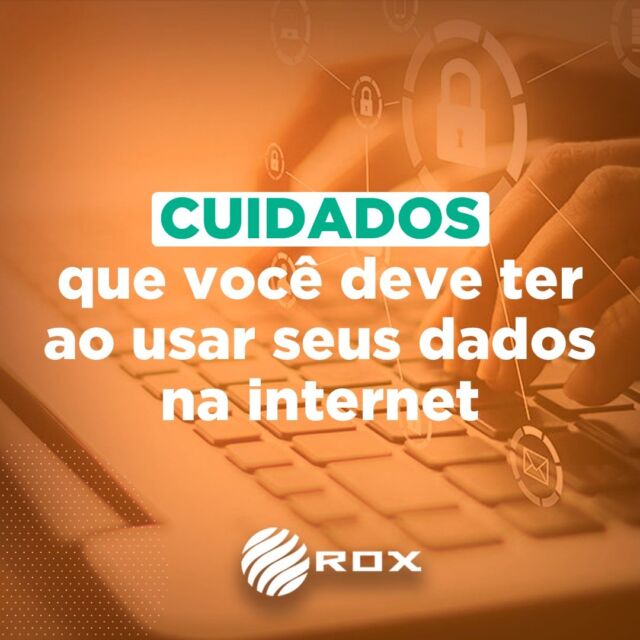 CUIDADOS
que você deve ter
ao usar seus dados
na internet
ROX